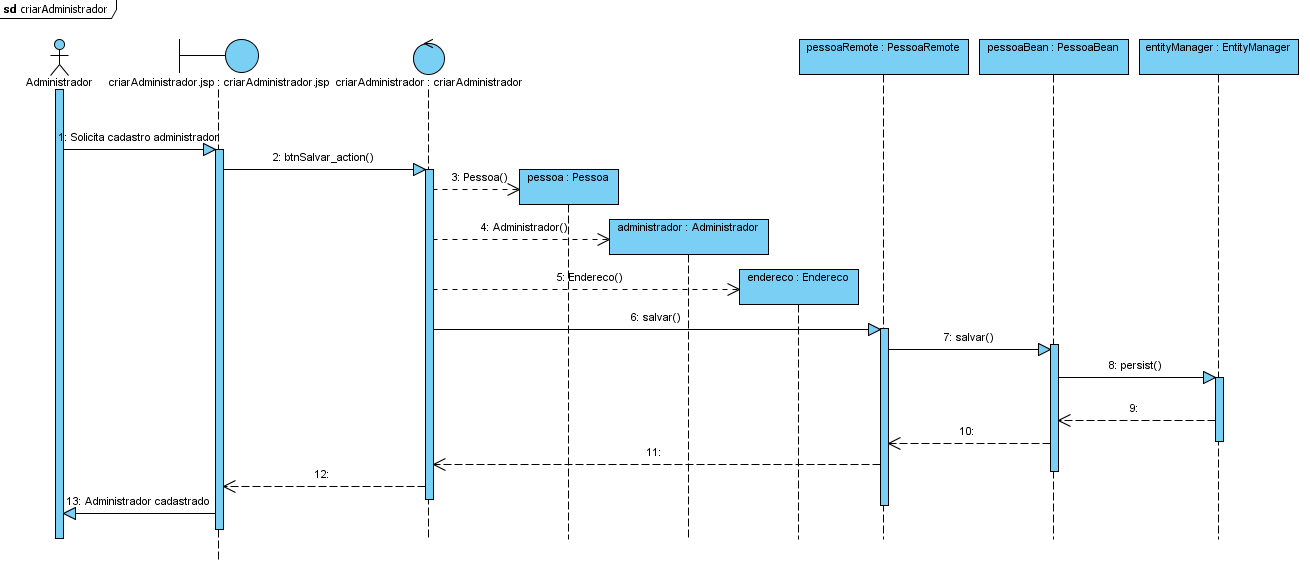 sd criarAdministrador
Administrador
criarAdministrador.jsp : criarAdministrador.jsp
criarAdministrador : criarAdministrador
pessoaRemote : PessoaRemote
pessoaBean : PessoaBean
entityManager : EntityManager
1: Solicita cadastro administrador
2: btnSalvar_action()
3: Pessoa()
pessoa : Pessoa
4: Administrador()
administrador : Administrador
5: Endereco()
endereco : Endereco
6: salvar()
7: salvar()
8: persist()
9:
10:
11:
12:
13: Administrador cadastrado